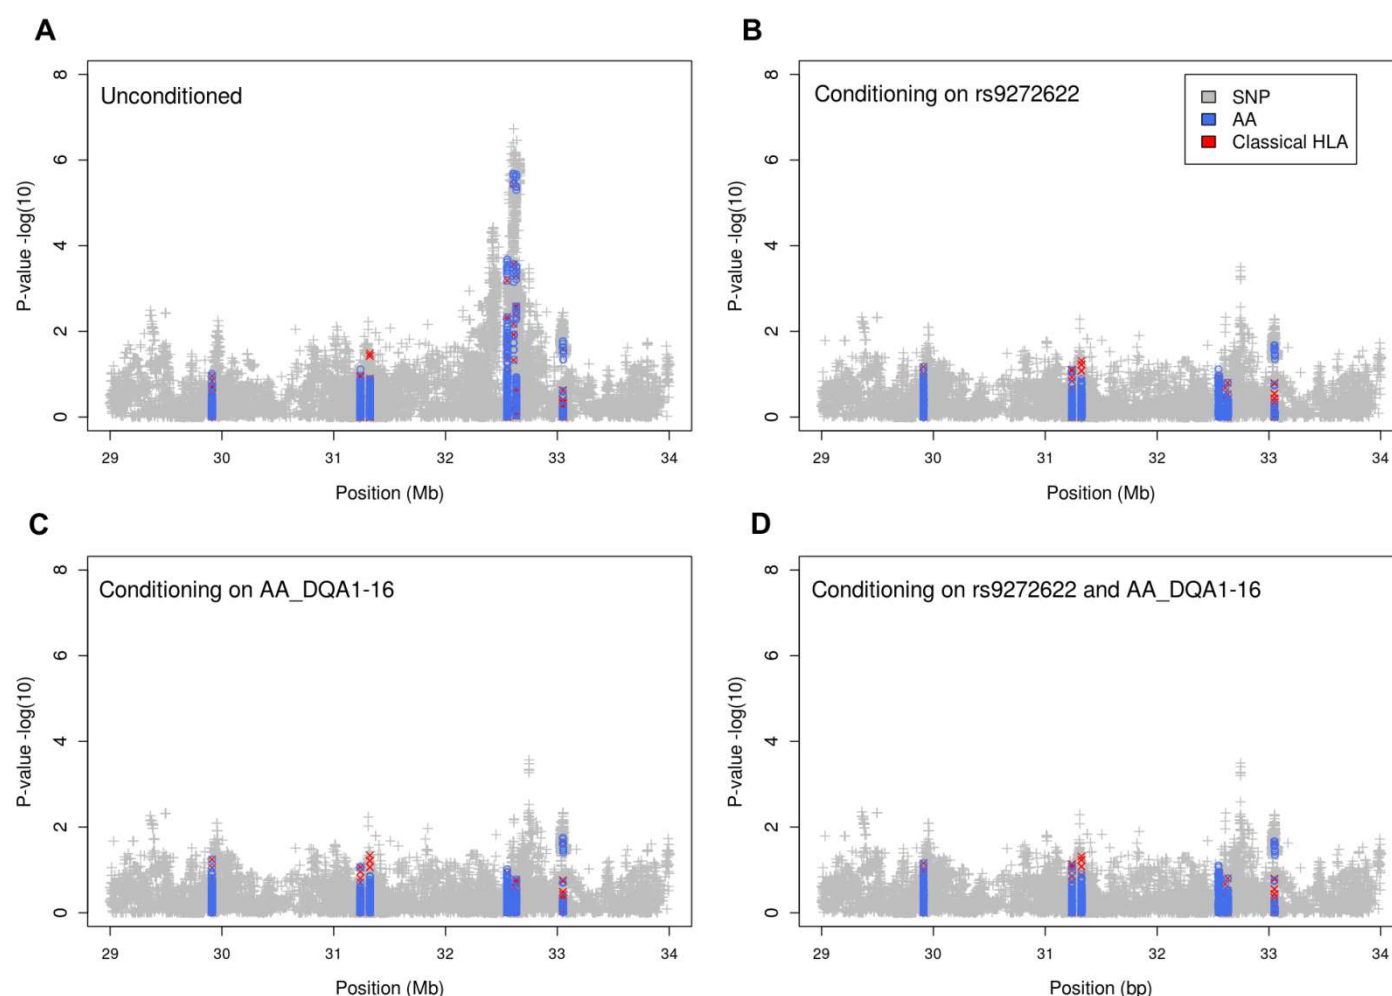 A
B
8
6
4
2
0
P-value -log(10)
Unconditioned
29 30 31 32 33 34
Position (Mb)
8
6
4
2
0
P-value -log(10)
Conditioning on rs9272622
SNP
AA
Classical HLA
29 30 31 32 33 34
Position (Mb)
C
D
8
6
4
2
0
P-value -log(10)
Conditioning on AA_DQA1-16
29 30 31 32 33 34
Position (Mb)
8
6
4
2
0
P-value -log(10)
Conditioning on rs9272622 and AA_DQA1-16
29 30 31 32 33 34
Position (bp)